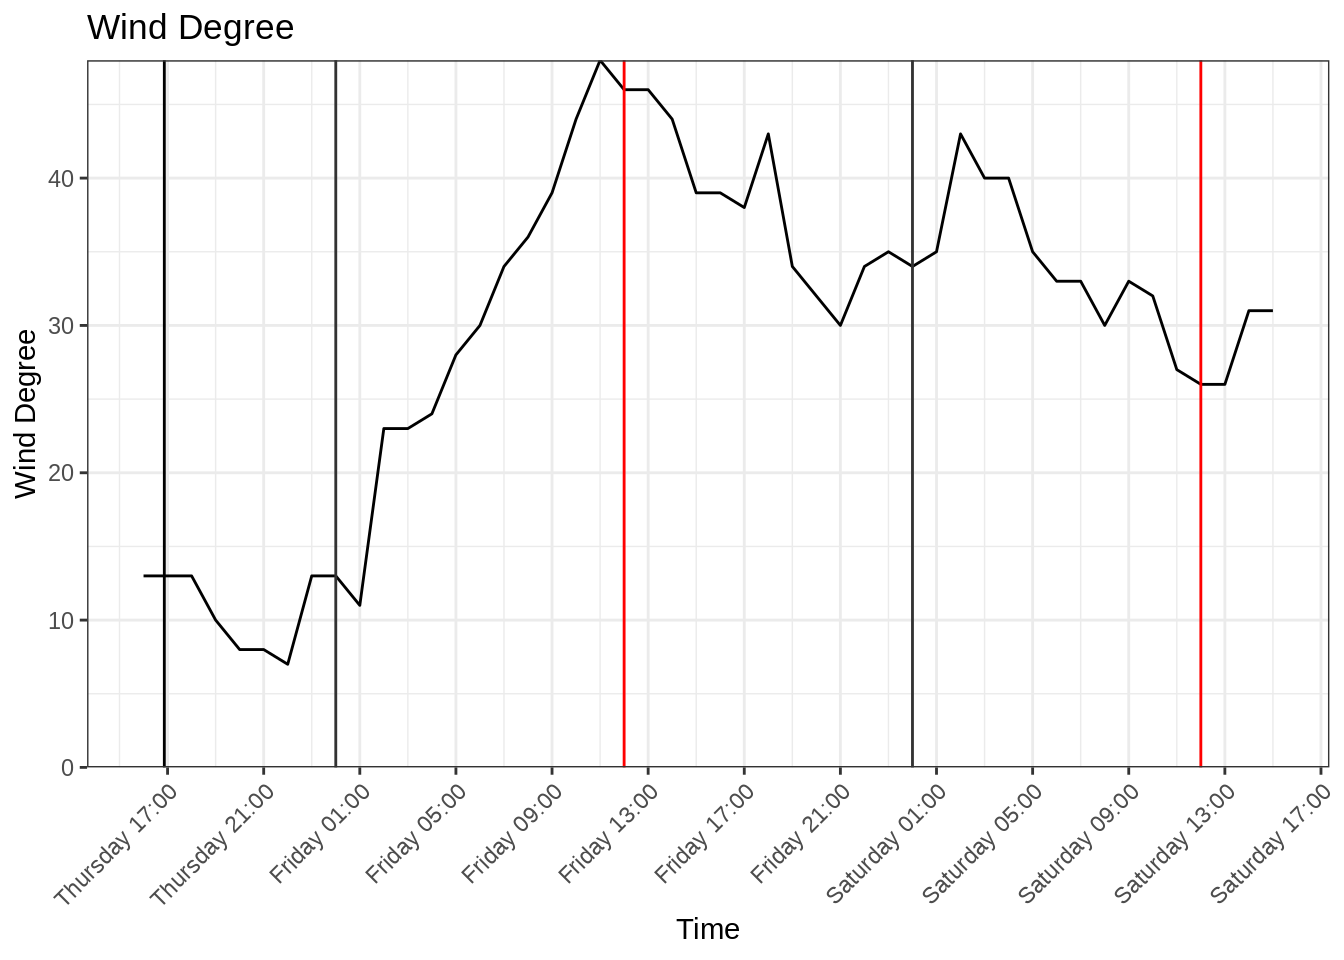 Wind Degree
Wind Degree
40
30
20
10
0
Thursday 17:00
Thursday 21:00
Friday 01:00
Friday 05:00
Friday 09:00
Friday 13:00
Friday 17:00
Friday 21:00
Saturday 01:00
Saturday 05:00
Saturday 09:00
Saturday 13:00
Saturday 17:00
Time